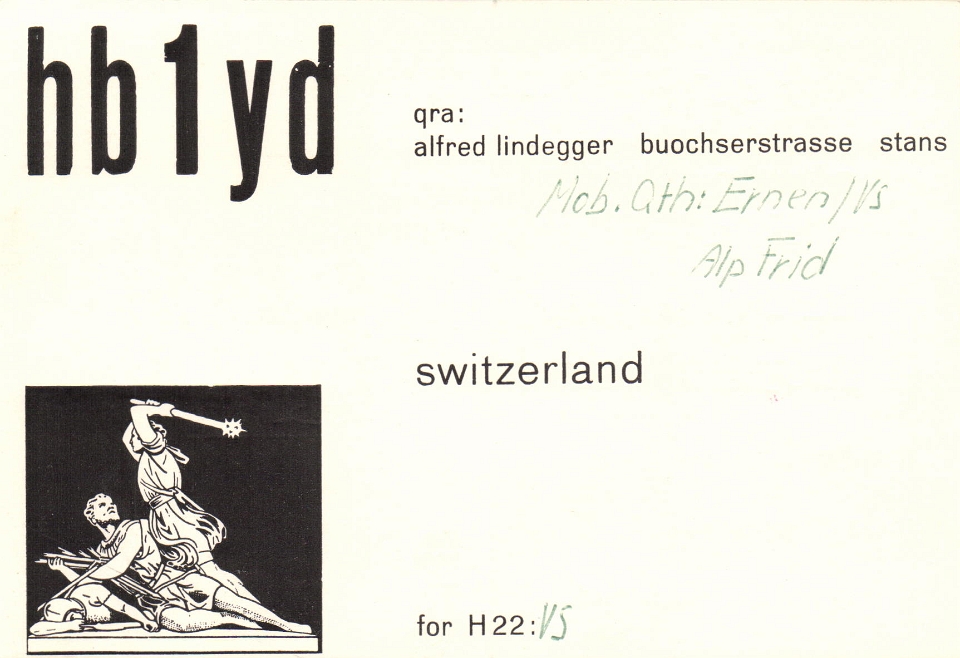 hb1yd
qra:
alfred lindegger buochserstrasse stans
Mob. Qth: Ernen/Vs
Alp Frid
switzerland
for H22: VS